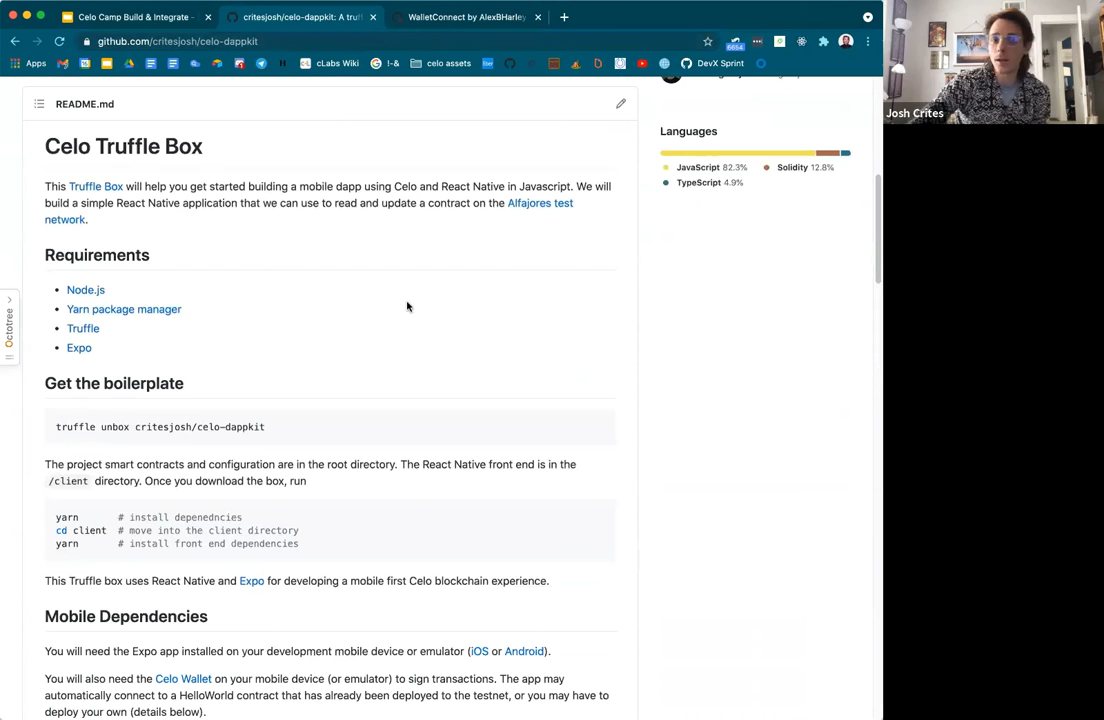 Celo Camp Build & Integrate -
critesjosh/celo-dappkit: A truf
WalletConnect by AlexBHarley
github.com/critesjosh/celo-dappkit
6654
Apps
cLabs Wiki
!-&
celo assets
DevX Sprint
README.md
Celo Truffle Box
This Truffle Box will help you get started building a mobile dapp using Celo and React Native in Javascript. We will
build a simple React Native application that we can use to read and update a contract on the Alfajores test
network.
Requirements
• Node.js
• Yarn package manager
• Truffle
• Expo
Get the boilerplate
truffle unbox critesjosh/celo-dappkit
The project smart contracts and configuration are in the root directory. The React Native front end is in the
/client directory. Once you download the box, run
yarn # install depenedncies
cd client # move into the client directory
yarn # install front end dependencies
This Truffle box uses React Native and Expo for developing a mobile first Celo blockchain experience.
Mobile Dependencies
You will need the Expo app installed on your development mobile device or emulator (iOS or Android).
You will also need the Celo Wallet on your mobile device (or emulator) to sign transactions. The app may
automatically connect to a HelloWorld contract that has already been deployed to the testnet, or you may have to
deploy your own (details below).
Languages
JavaScript 82.3%
Solidity 12.8%
TypeScript 4.9%
Octotree
Josh Crites